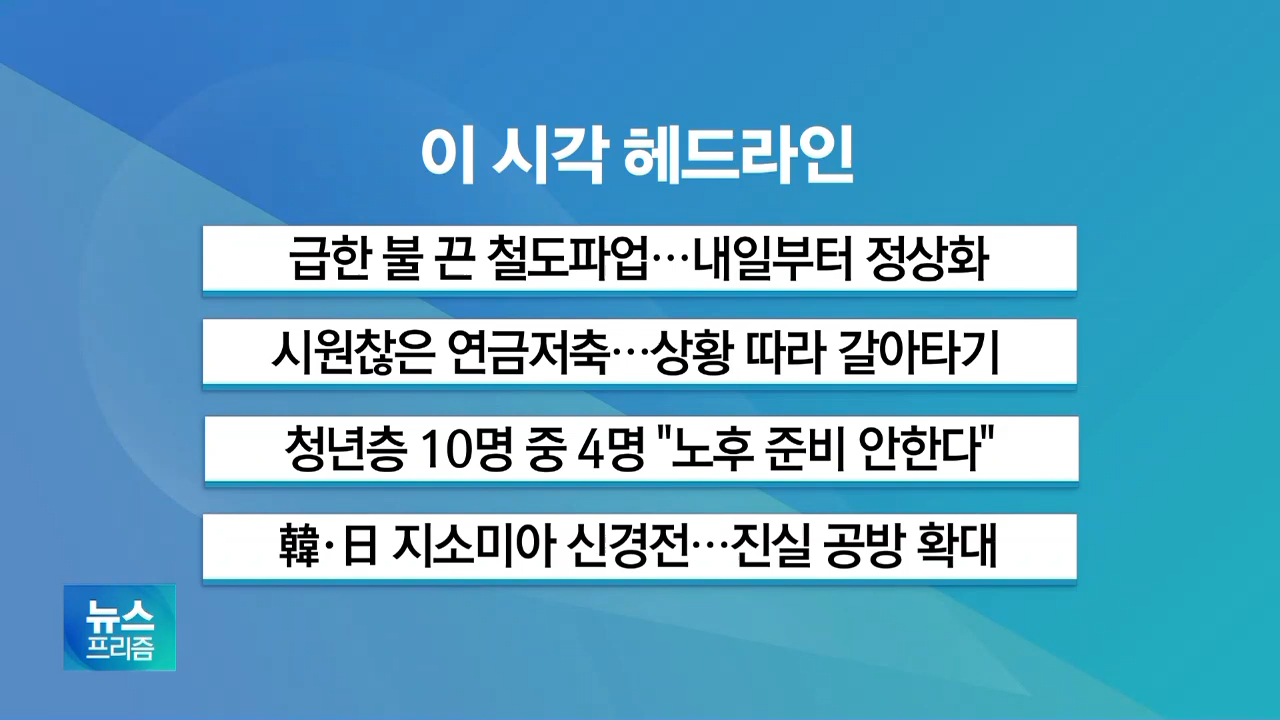 이 시각 헤드라인
급한 불 끈 철도파업…내일부터 정상화
시원찮은 연금저축…상황 따라 갈아타기
청년층 10명 중 4명 "노후 준비 안한다"
韓·日 지소미아 신경전…진실 공방 확대
뉴스
프리즘